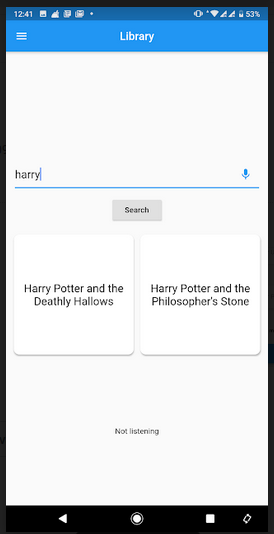 12:41 53%
Library
harry
Search
Harry Potter and the
Deathly Hallows
Harry Potter and the
Philosopher's Stone
Not listening